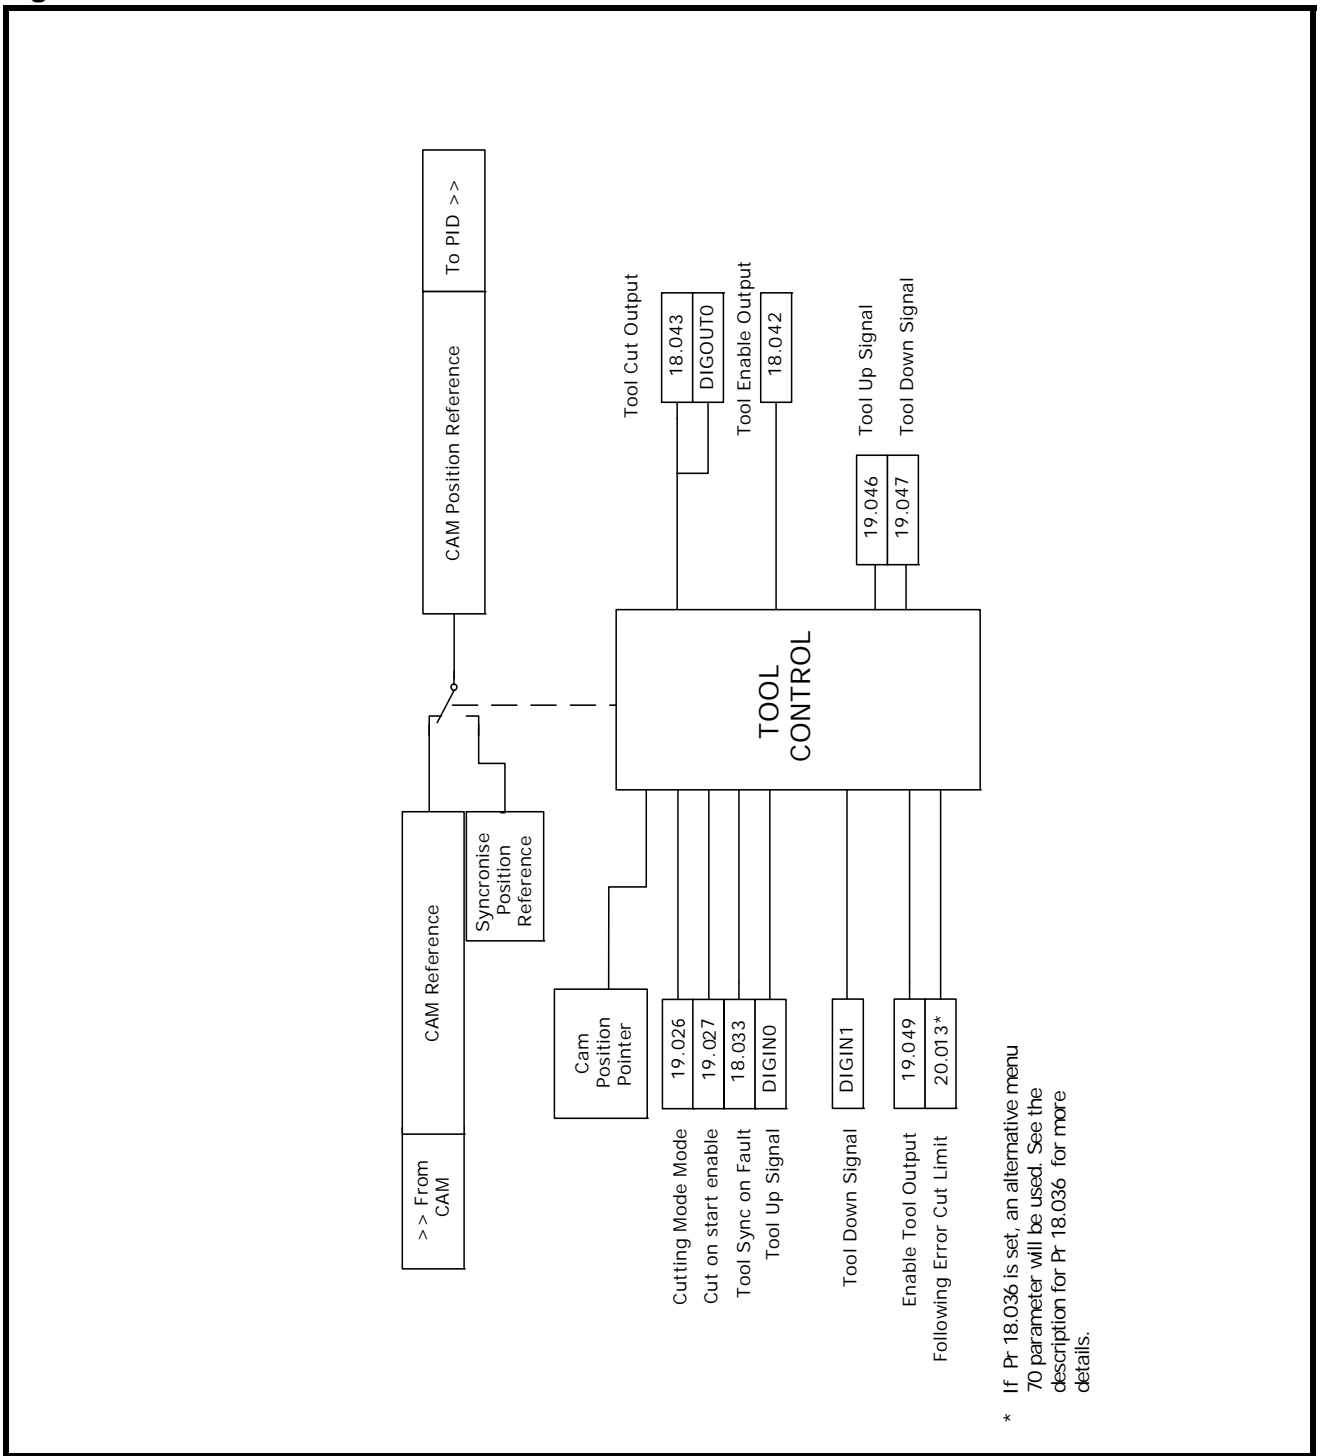 >> From
CAM
CAM Reference
Syncronise
Position
Reference
CAM Position Reference
To PID >>
Cam
Position
Pointer
Cutting Mode Mode
19.026
Cut on start enable
19.027
Tool Sync on Fault
18.033
Tool Up Signal
DIGIN0
Tool Down Signal
DIGIN1
Enable Tool Output
19.049
Following Error Cut Limit
20.013*
TOOL
CONTROL
Tool Cut Output
18.043
DIGOUT0
Tool Enable Output
18.042
19.046
Tool Up Signal
19.047
Tool Down Signal
* If Pr 18.036 is set, an alternative menu
70 parameter will be used. See the
description for Pr 18.036 for more
details.